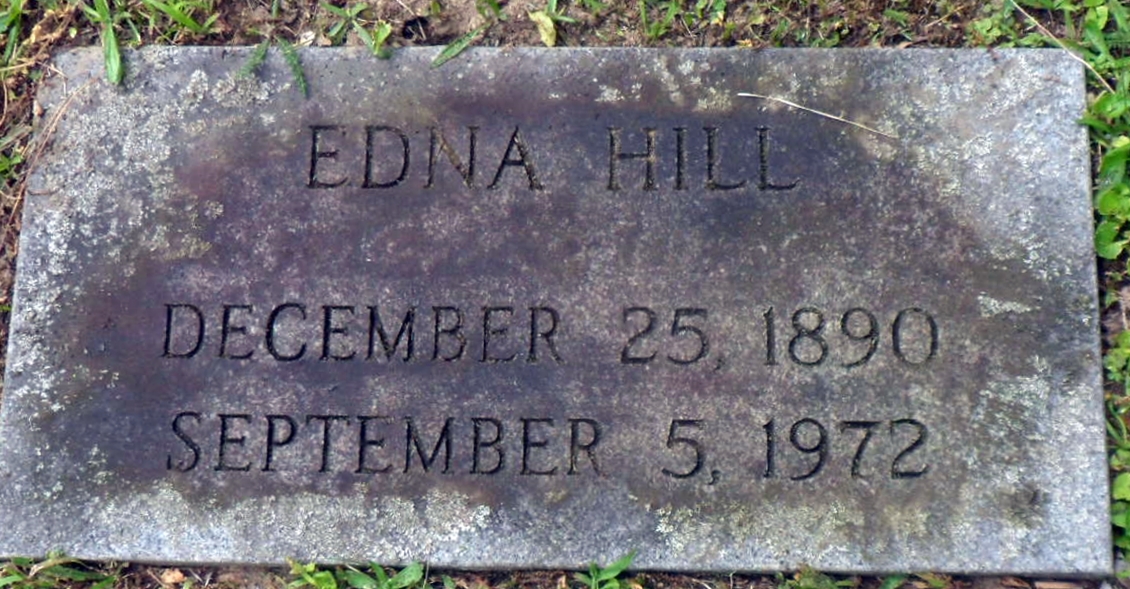 EDNA HILL
DECEMBER 25, 1890
SEPTEMBER 5, 1972